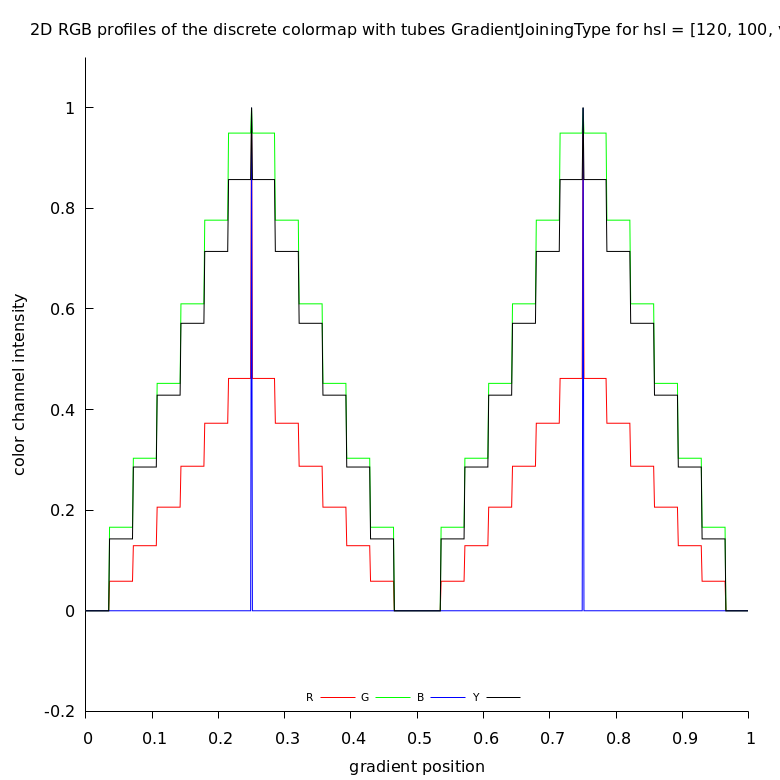 2D RGB profiles of the discrete colormap with tubes GradientJoiningType for hsl = [120, 100,
1
0.8
0.6
0.4
0.2
0
-0.2
color channel intensity
R G B Y
0 0.1 0.2 0.3 0.4 0.5 0.6 0.7 0.8 0.9 1
gradient position